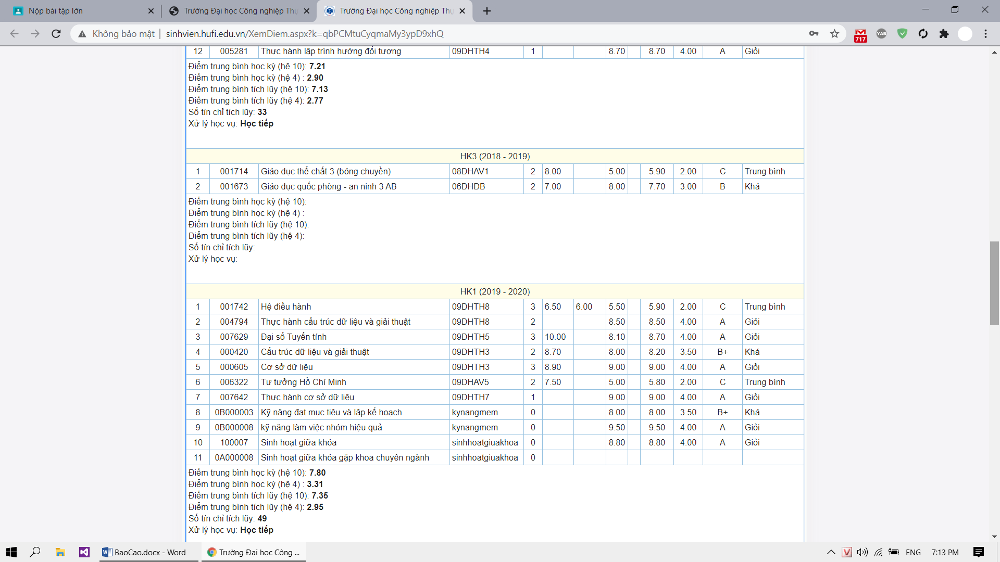 Nộp bài tập lớn
Trường Đại học Công nghiệp Thu
Trường Đại học Công nghiệp Thu
Không bảo mật | sinhvien.hufi.edu.vn/XemDiem.aspx?k=qbPCMtuCyqmaMy3ypD9xhQ
717
YAB
12 005281 Thực hành lập trình hướng đối tượng 09DHTH4 1 8.70 8.70 4.00 A Giỏi
Điểm trung bình học kỳ (hệ 10): 7.21
Điểm trung bình học kỳ (hệ 4) : 2.90
Điểm trung bình tích lũy (hệ 10): 7.13
Điểm trung bình tích lũy (hệ 4): 2.77
Số tín chỉ tích lũy: 33
Xử lý học vụ: Học tiếp
HK3 (2018 - 2019)
1 001714 Giáo dục thể chất 3 (bóng chuyền) 08DHAV1 2 8.00 5.00 5.90 2.00 C Trung bình
2 001673 Giáo dục quốc phòng - an ninh 3 AB 06DHDB 2 7.00 8.00 7.70 3.00 B Khá
Điểm trung bình học kỳ (hệ 10):
Điểm trung bình học kỳ (hệ 4) :
Điểm trung bình tích lũy (hệ 10):
Điểm trung bình tích lũy (hệ 4):
Số tín chỉ tích lũy:
Xử lý học vụ:
HK1 (2019 - 2020)
1 001742 Hệ điều hành 09DHTH8 3 6.50 6.00 5.50 5.90 2.00 C Trung bình
2 004794 Thực hành cấu trúc dữ liệu và giải thuật 09DHTH8 2 8.50 8.50 4.00 A Giỏi
3 007629 Đại số Tuyến tính 09DHTH5 3 10.00 8.10 8.70 4.00 A Giỏi
4 000420 Cấu trúc dữ liệu và giải thuật 09DHTH3 2 8.70 8.00 8.20 3.50 B+ Khá
5 000605 Cơ sở dữ liệu 09DHTH3 3 8.90 9.00 9.00 4.00 A Giỏi
6 006322 Tư tưởng Hồ Chí Minh 09DHAV5 2 7.50 5.00 5.80 2.00 C Trung bình
7 007642 Thực hành cơ sở dữ liệu 09DHTH7 1 9.00 9.00 4.00 A Giỏi
8 0B000003 Kỹ năng đạt mục tiêu và lập kế hoạch kynangmem 0 8.00 8.00 3.50 B+ Khá
9 0B000008 kỹ năng làm việc nhóm hiệu quả kynangmem 0 9.50 9.50 4.00 A Giỏi
10 100007 Sinh hoạt giữa khóa sinhhoatgiuakhoa 0 8.80 8.80 4.00 A Giỏi
11 0A000008 Sinh hoạt giữa khóa gặp khoa chuyên ngành sinhhoatgiuakhoa 0
Điểm trung bình học kỳ (hệ 10): 7.80
Điểm trung bình học kỳ (hệ 4) : 3.31
Điểm trung bình tích lũy (hệ 10): 7.35
Điểm trung bình tích lũy (hệ 4): 2.95
Số tín chỉ tích lũy: 49
Xử lý học vụ: Học tiếp
BaoCao.docx - Word
Trường Đại học Công ...
ENG
7:13 PM